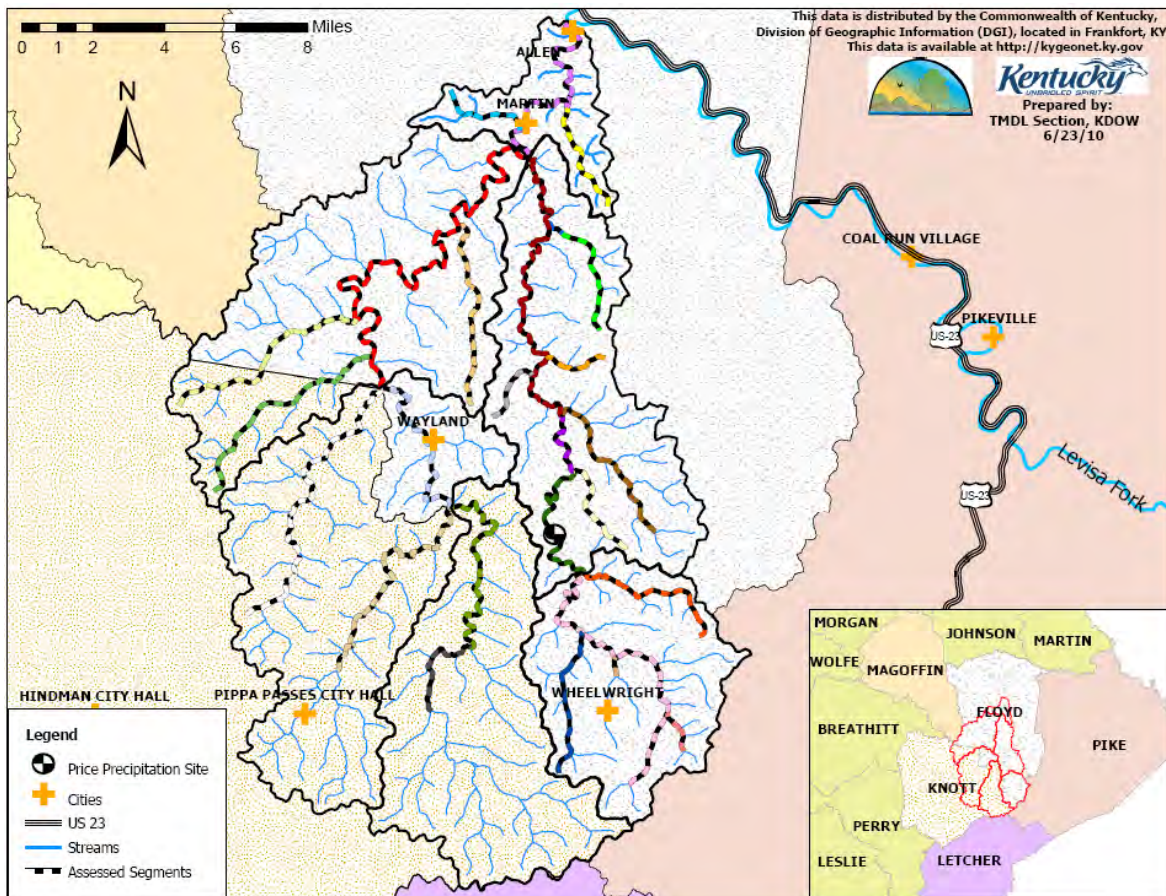 Miles
0 1 2 4 6 8
This data is distributed by the Commonwealth of Kentucky,
Division of Geographic Information (DGI), located in Frankfort, KY
This data is available at http://kygeonet.ky.gov
Kentucky
UNBRIDLED SPIRIT
Prepared by:
TMDL Section, KDOW
6/23/10
N
ALLEN
MARTIN
COAL RUN VILLAGE
PIKEVILLE
US-23
WAYLAND
Levisa Fork
US-23
HINDMAN CITY HALL
PIPPA PASSES CITY HALL
WHEELWRIGHT
Legend
Price Precipitation Site
Cities
US 23
Streams
Assessed Segments
MORGAN
JOHNSON
MARTIN
WOLFE
MAGOFFIN
FLOYD
BREATHITT
PIKE
KNOTT
PERRY
LESLIE
LETCHER